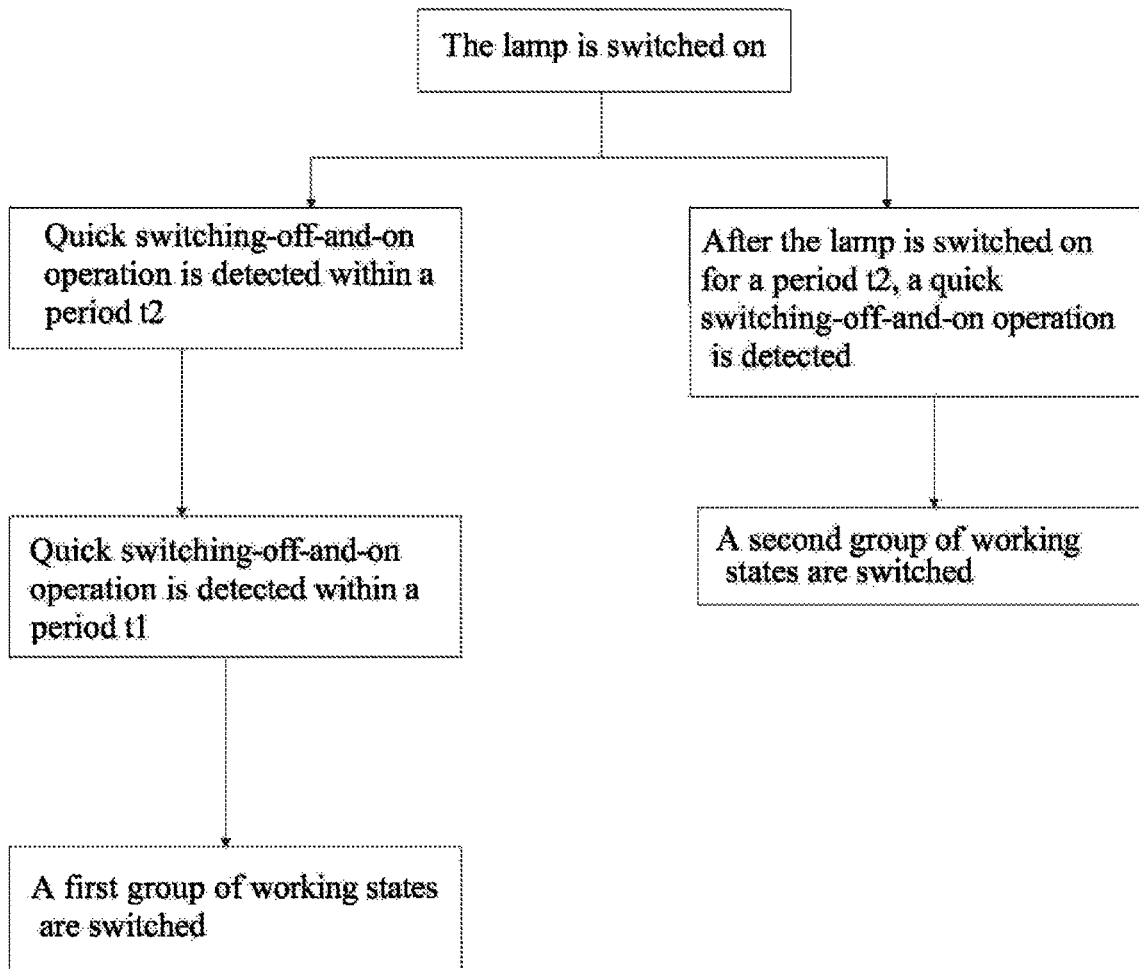 The lamp is switched on
Quick switching-off-and-on
operation is detected within a
period t2
After the lamp is switched on
for a period t2, a quick
switching-off-and-on operation
is detected
Quick switching-off-and-on
operation is detected within a
period t1
A second group of working
states are switched
A first group of working states
are switched